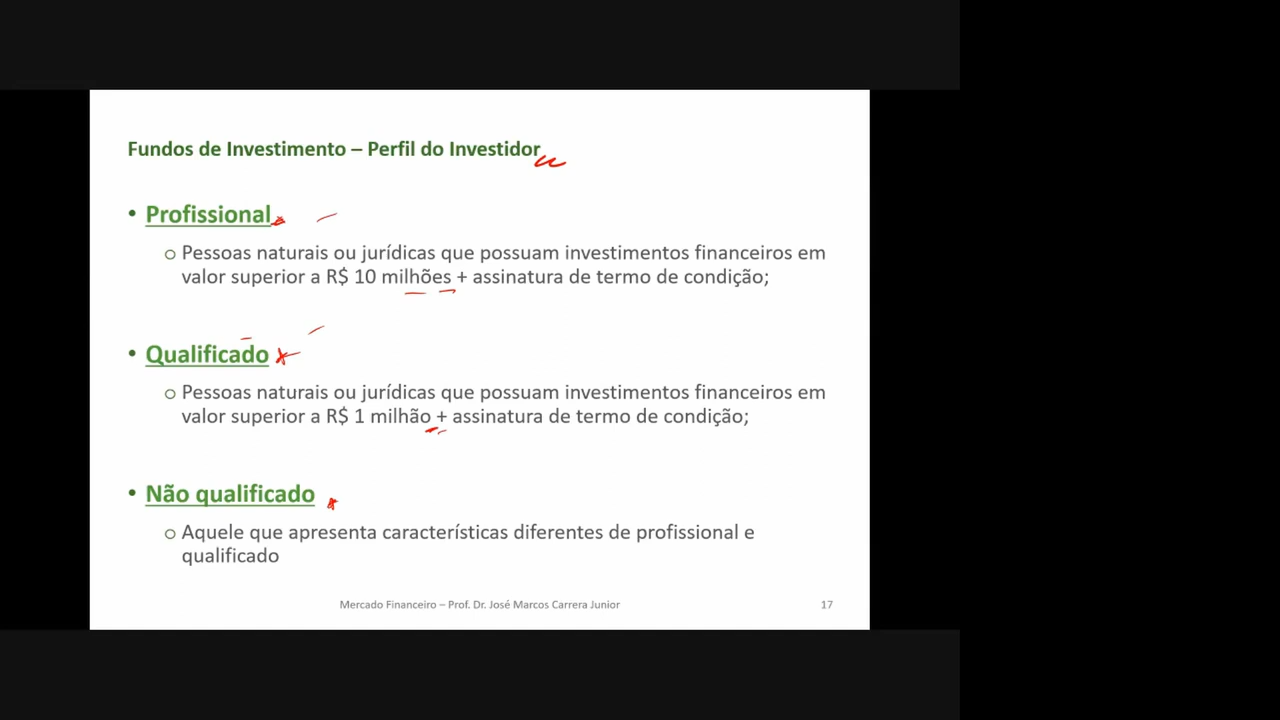 Fundos de Investimento – Perfil do Investidor
• Profissional
o Pessoas naturais ou jurídicas que possuam investimentos financeiros em
valor superior a R$ 10 milhões + assinatura de termo de condição;
• Qualificado
o Pessoas naturais ou jurídicas que possuam investimentos financeiros em
valor superior a R$ 1 milhão + assinatura de termo de condição;
• Não qualificado
o Aquele que apresenta características diferentes de profissional e
qualificado
Mercado Financeiro – Prof. Dr. José Marcos Carrera Junior 17